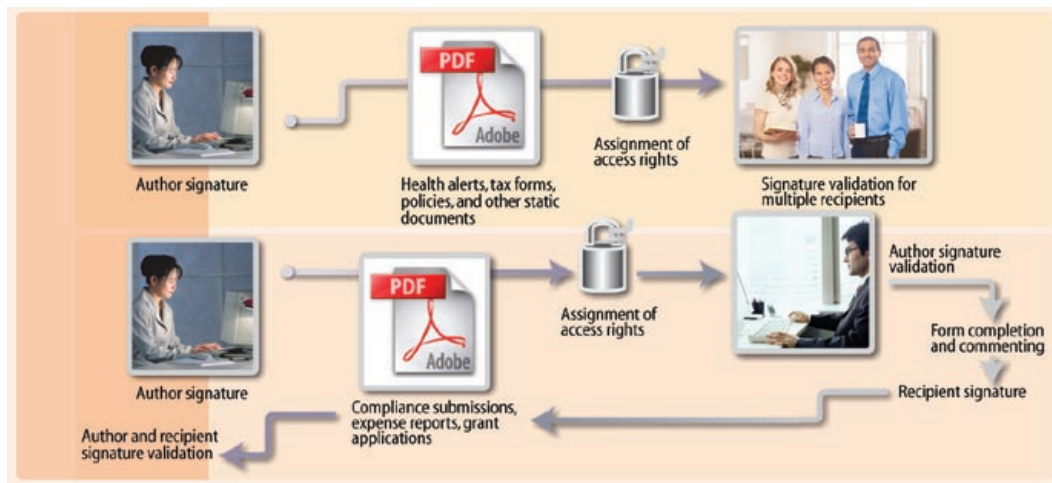 PDF
Adobe
Author signature
Health alerts, tax forms,
policies, and other static
documents
Assignment of
access rights
Signature validation for
multiple recipients
PDF
Adobe
Author signature
Compliance submissions,
expense reports, grant
applications
Assignment of
access rights
Author signature
validation
Form completion
and commenting
Recipient signature
Author and recipient
signature validation